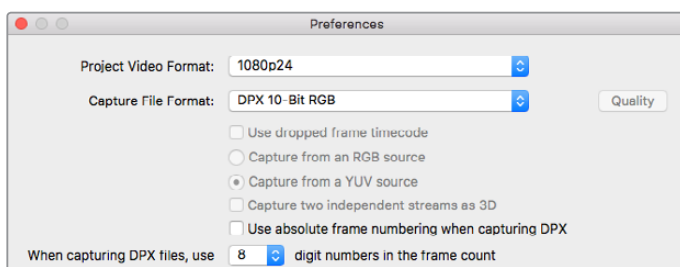 Preferences
Project Video Format: 1080p24
Capture File Format: DPX 10-Bit RGB Quality
Use dropped frame timecode
Capture from an RGB source
Capture from a YUV source
Capture two independent streams as 3D
Use absolute frame numbering when capturing DPX
When capturing DPX files, use 8 digit numbers in the frame count